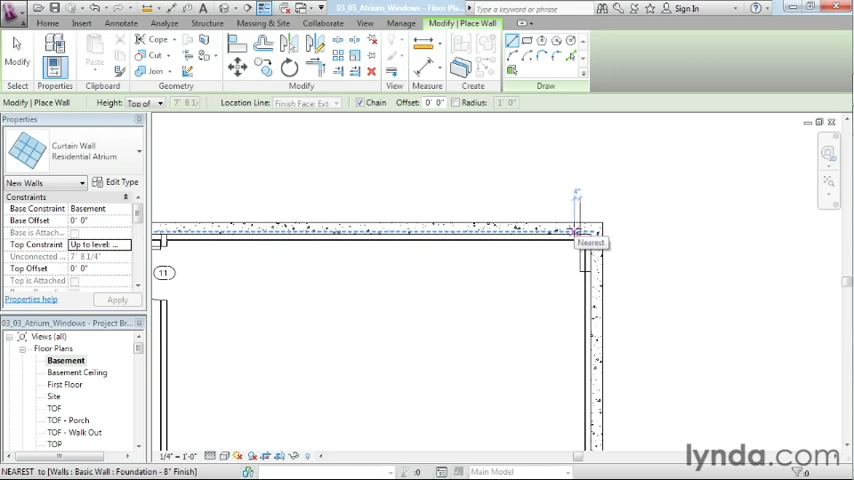 03_03_Atrium_Windows - Floor Pla...
Type a keyword or phrase
Sign In
Home
Insert
Annotate
Analyze
Structure
Massing & Site
Collaborate
View
Manage
Modify | Place Wall
Modify
Paste
Cope
Cut
Join
Select
Properties
Clipboard
Geometry
Modify
View
Measure
Create
Draw
Modify | Place Wall
Height:
Top of
7' 8 1/
Location Line:
Finish Face: Ext
Chain
Offset:
0' 0"
Radius:
1' 0"
Properties
Curtain Wall
Residential Atrium
New Walls
Edit Type
Constraints
Base Constraint Basement
Base Offset 0' 0"
Base is Attached
Top Constraint Up to level: ...
Unconnected ... 7' 8 1/4"
Top Offset 0' 0"
Top is Attached
Properties help
Apply
03_03_Atrium_Windows - Project Br...
Views (all)
Floor Plans
Basement
Basement Ceiling
First Floor
Site
TOF
TOF - Porch
TOF - Walk Out
TOP
4"
Nearest
11
1/4" = 1'-0"
NEAREST to [Walls : Basic Wall : Foundation - 8" Finish]
:0
Main Model
:0
lynda.com